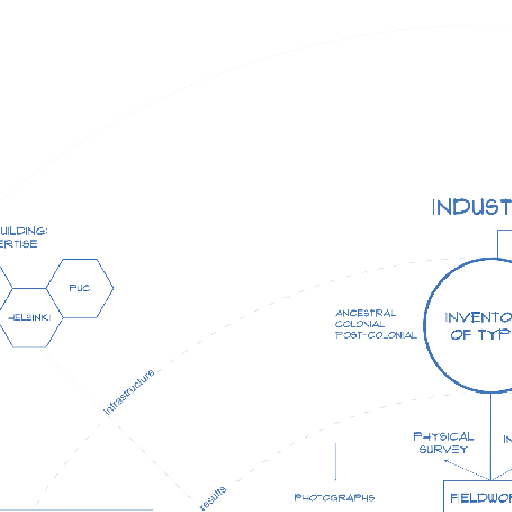 INDUST
UILDING:
ERTISE
PUC
HELSINKI
ANCESTRAL
COLONIAL
POST-COLONIAL
INVENTO
OF TYP
infrastructure
PHYSICAL
SURVEY
IN
results
PHOTOGRAPHS
FIELDWOR